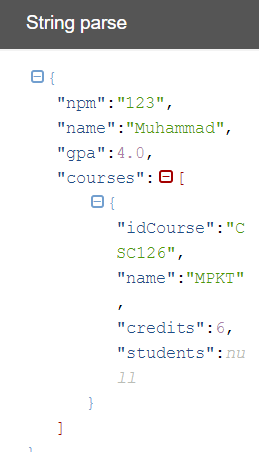 String parse
{
"npm":"123",
"name":"Muhammad",
"gpa":4.0,
"courses":[
{
"idCourse":"C
SC126",
"name":"MPKT"
,
"credits":6,
"students":nu
ll
}
]
}